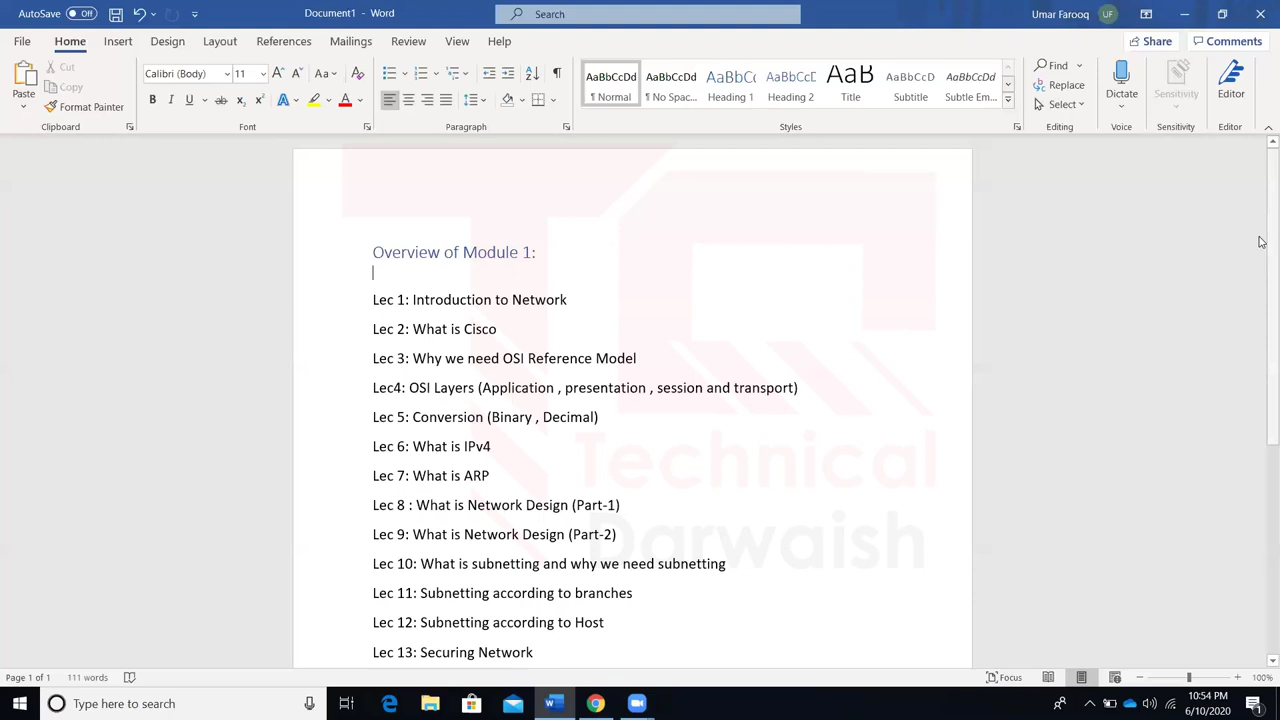 AutoSave Off Document1 - Word Search Umar Farooq UF
File Home Insert Design Layout References Mailings Review View Help Share Comments
Paste Cut Copy Format Painter
Clipboard
Calibri (Body) 11
Font
Paragraph
AaBbCcDd AaBbCcDd AaBbCc AaBbCcC AaB AaBbCcD AaBbCcDd
¶ Normal ¶ No Spac... Heading 1 Heading 2 Title Subtitle Subtle Em...
Styles
Find
Replace
Select
Editing
Dictate
Voice
Sensitivity
Sensitivity
Editor
Editor
Overview of Module 1:
Lec 1: Introduction to Network
Lec 2: What is Cisco
Lec 3: Why we need OSI Reference Model
Lec4: OSI Layers (Application , presentation , session and transport)
Lec 5: Conversion (Binary , Decimal)
Lec 6: What is IPv4
Lec 7: What is ARP
Lec 8 : What is Network Design (Part-1)
Lec 9: What is Network Design (Part-2)
Lec 10: What is subnetting and why we need subnetting
Lec 11: Subnetting according to branches
Lec 12: Subnetting according to Host
Lec 13: Securing Network
Technical
Darwaish
Page 1 of 1 111 words Focus 100%
Type here to search
10:54 PM
6/10/2020
1